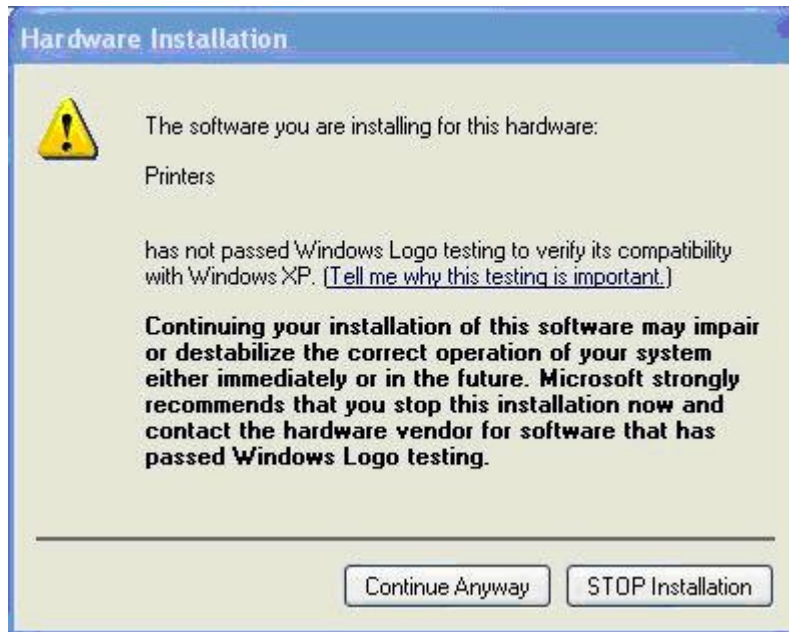 Hardware Installation
The software you are installing for this hardware:
Printers
has not passed Windows Logo testing to verify its compatibility
with Windows XP. (Tell me why this testing is important.)
Continuing your installation of this software may impair
or destabilize the correct operation of your system
either immediately or in the future. Microsoft strongly
recommends that you stop this installation now and
contact the hardware vendor for software that has
passed Windows Logo testing.
Continue Anyway
STOP Installation